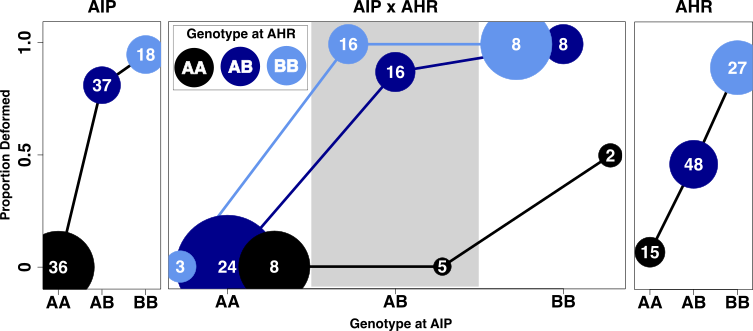 AIP
AIP x AHR
AHR
Proportion Deformed
1.0
0.5
0
36
37
18
AA AB BB
Genotype at AHR
AA AB BB
16
8
8
16
2
3
24
8
5
AA AB BB
Genotype at AIP
27
48
15
AA AB BB